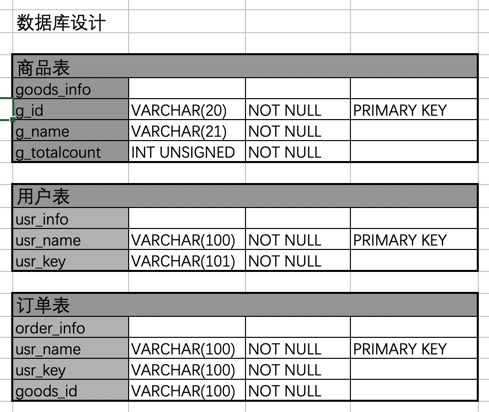 数据库设计
商品表
goods_info
g_id VARCHAR(20) NOT NULL PRIMARY KEY
g_name VARCHAR(21) NOT NULL
g_totalcount INT UNSIGNED NOT NULL
用户表
usr_info
usr_name VARCHAR(100) NOT NULL PRIMARY KEY
usr_key VARCHAR(101) NOT NULL
订单表
order_info
usr_name VARCHAR(100) NOT NULL PRIMARY KEY
usr_key VARCHAR(100) NOT NULL
goods_id VARCHAR(100) NOT NULL